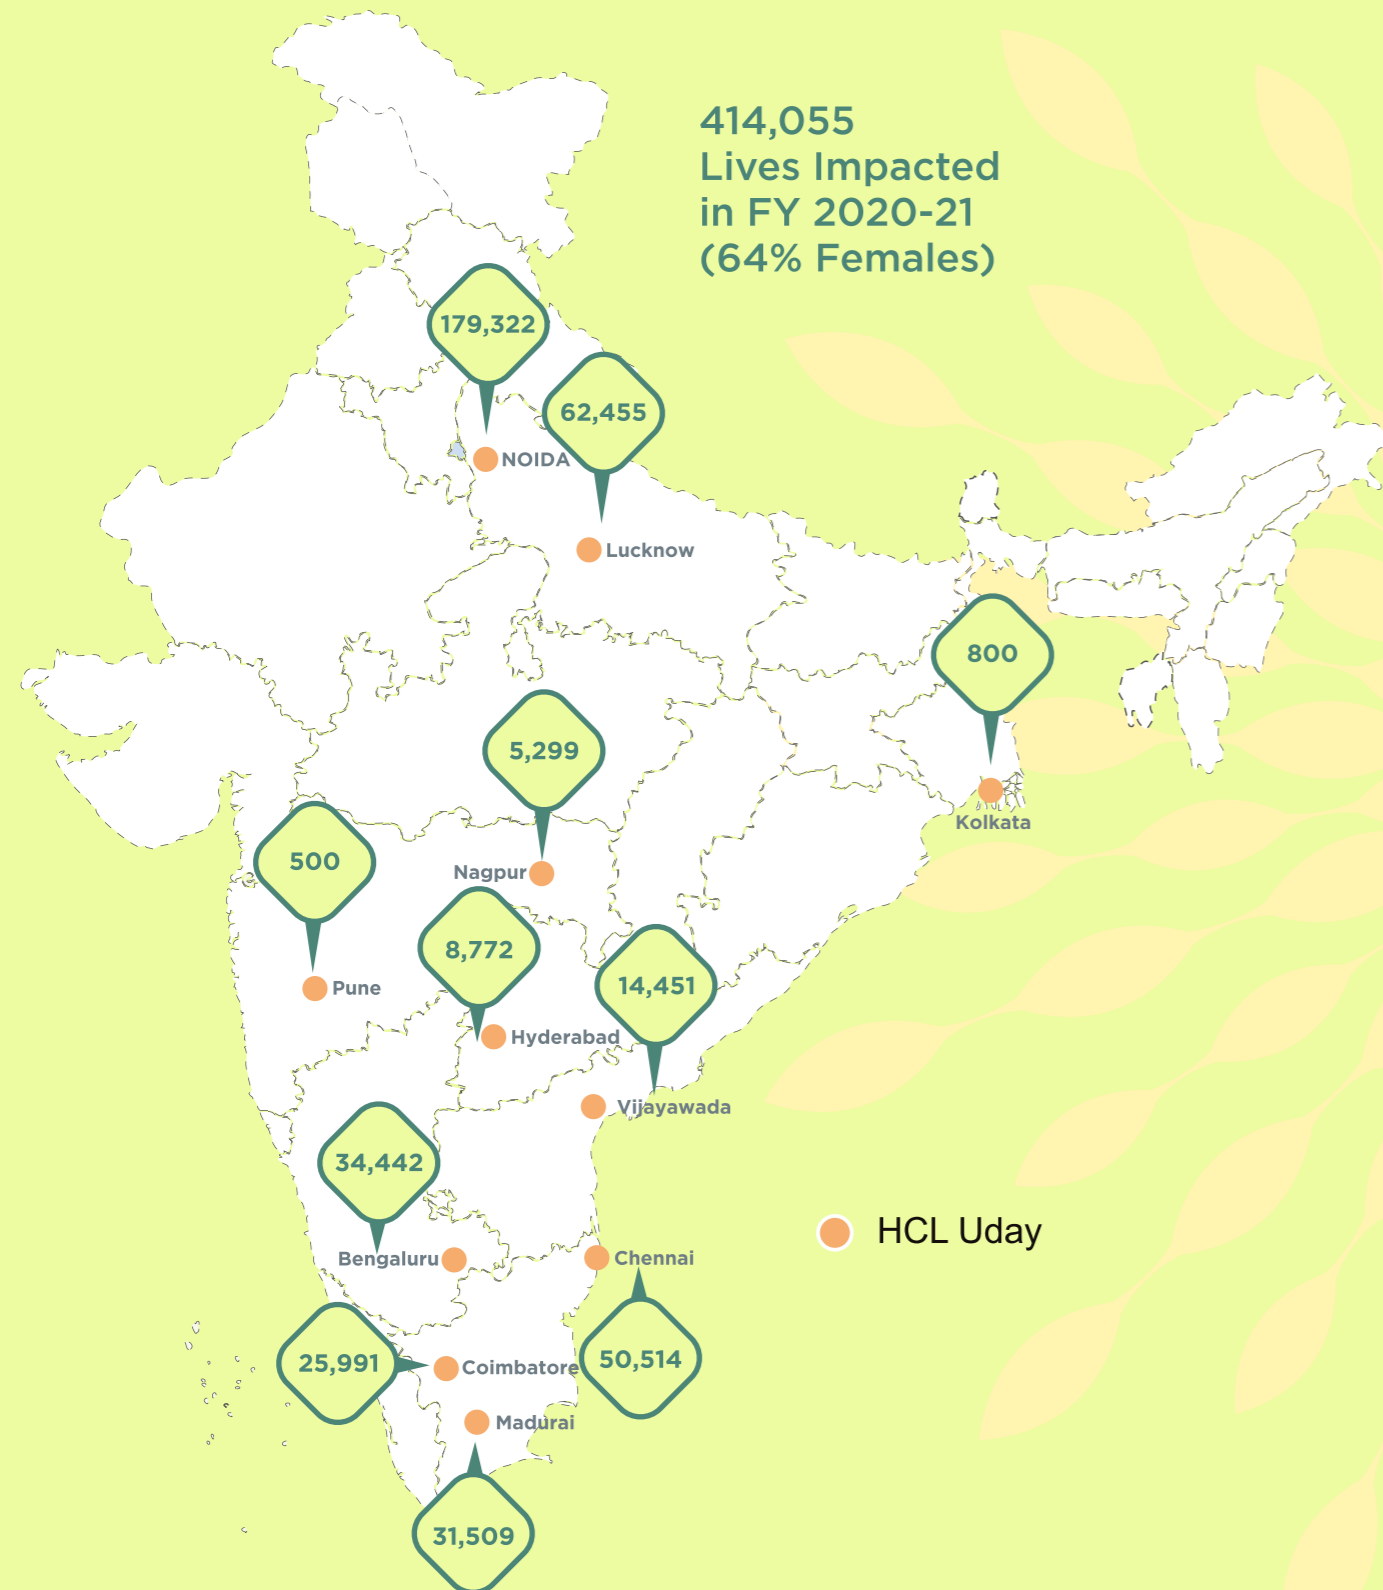 414,055
Lives Impacted
in FY 2020-21
(64% Females)
179,322
62,455
NOIDA
Lucknow
800
5,299
Kolkata
500
Nagpur
8,772
14,451
Pune
Hyderabad
Vijayawada
34,442
HCL Uday
Bengaluru
Chennai
25,991
Coimbatore
50,514
Madurai
31,509